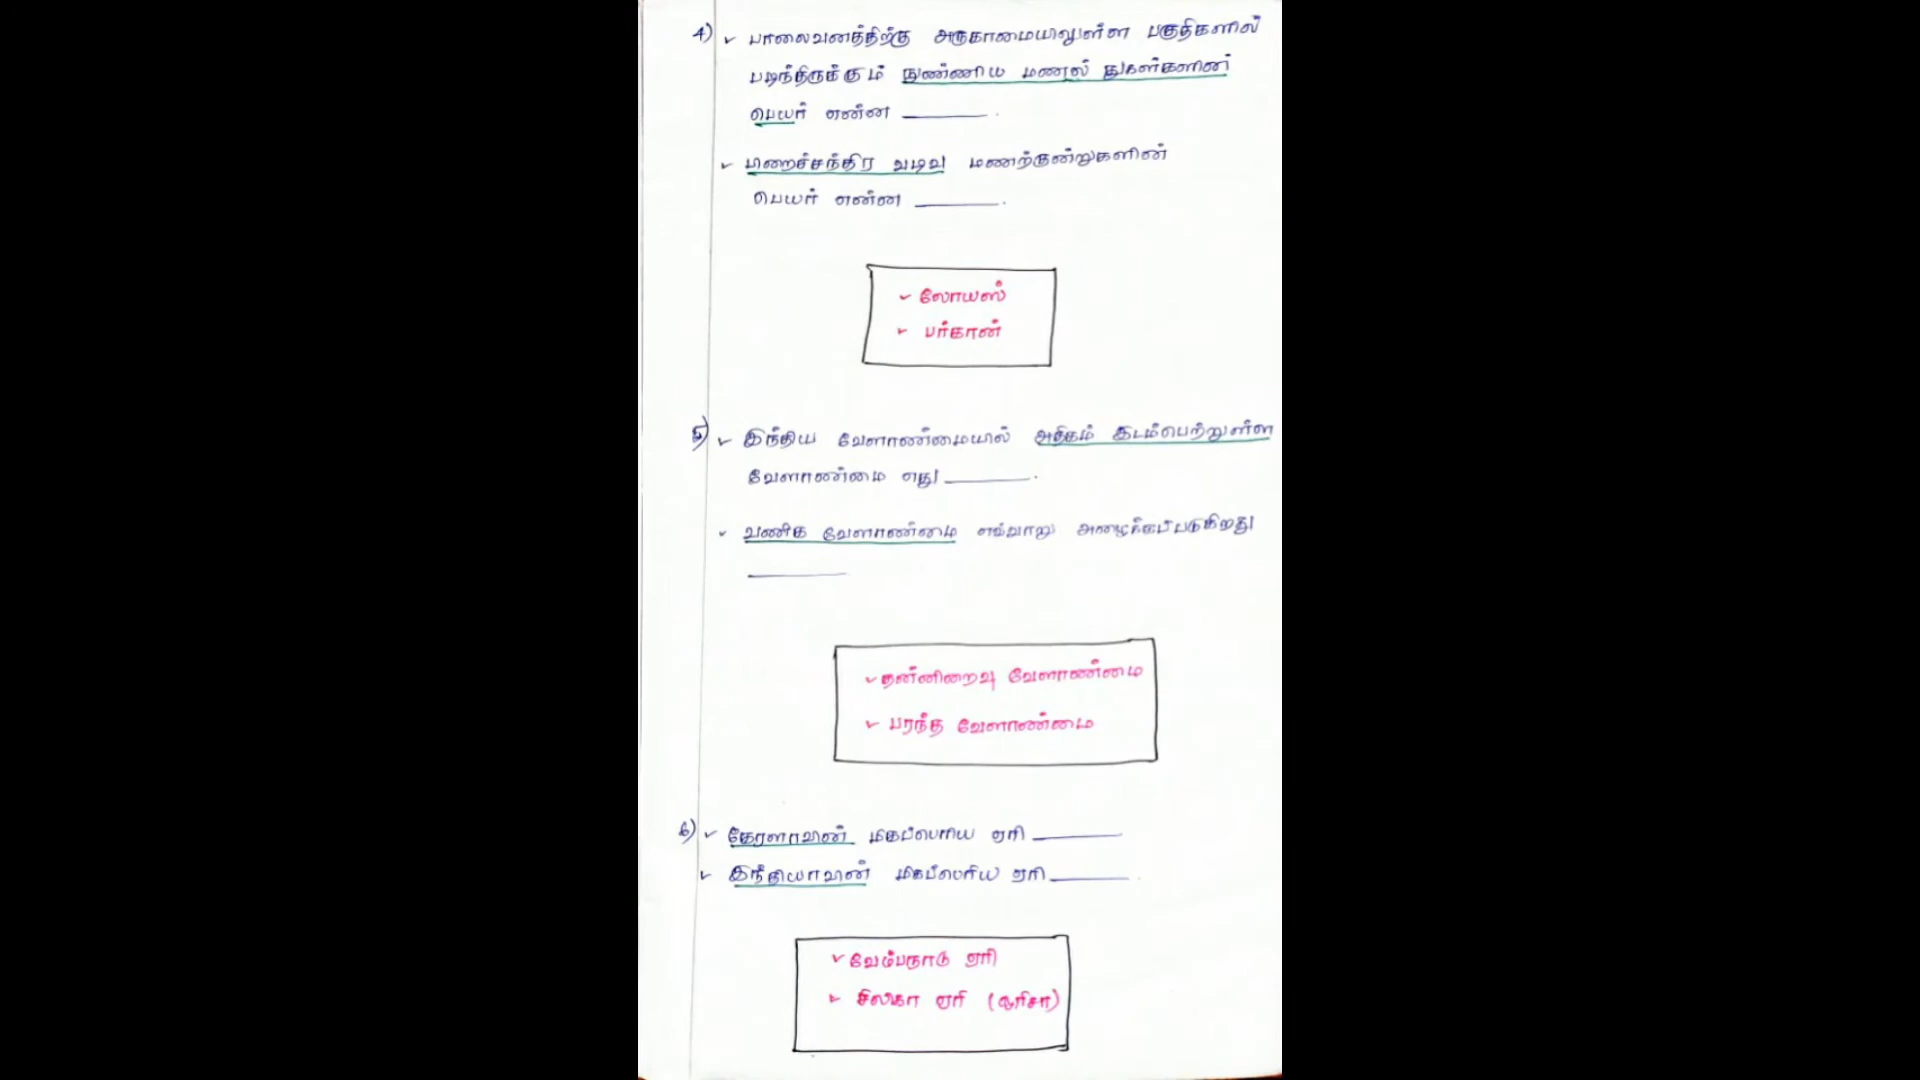 4) பாலைவனத்திற்கு அருகாமையிலுள்ள பகுதிகளில்
படிந்திருக்கும் நுண்ணிய மணல் துகள்களின்
பெயர் என்ன ______ .
பிறைச்சந்திர வடிவ மணற்குன்றுகளின்
பெயர் என்ன ______.
லோயஸ்
பர்கான்
5) இந்திய வேளாண்மையில் அதிகம் இடம்பெற்றுள்ள
வேளாண்மை எது ______ .
வணிக வேளாண்மை எவ்வாறு அழைக்கப்படுகிறது
______
தன்னிறைவு வேளாண்மை
பரந்த வேளாண்மை
6) கேரளாவின் மிகப்பெரிய ஏரி ______
இந்தியாவின் மிகப்பெரிய ஏரி ______ .
வேம்பநாடு ஏரி
சிலிகா ஏரி (ஒரிசா)